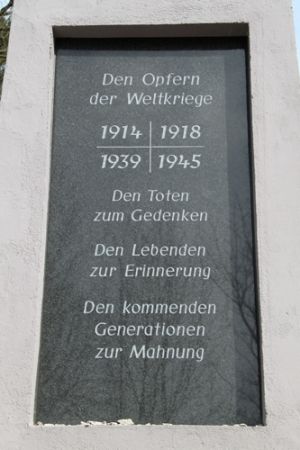 Den Opfern
der Weltkriege
1914 1918
1939 1945
Den Toten
zum Gedenken
Den Lebenden
zur Erinnerung
Den kommenden
Generationen
zur Mahnung